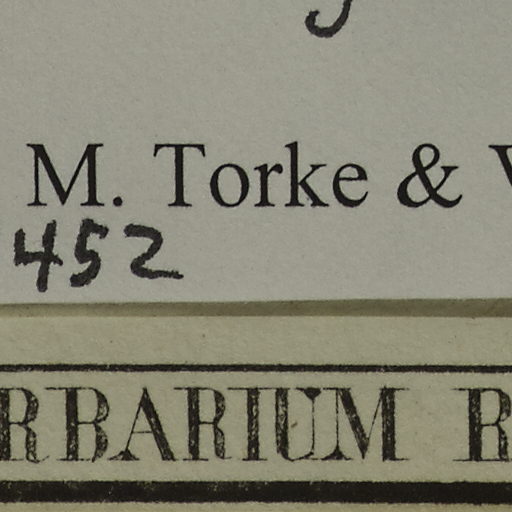 M. Torke &
452
RBARIUM